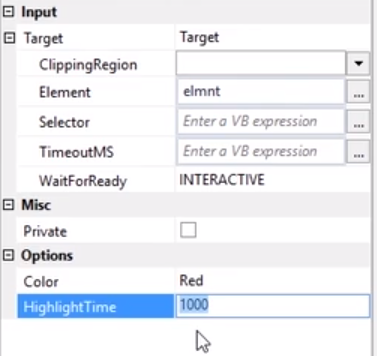 Input
Target Target
ClippingRegion
Element elmnt ...
Selector Enter a VB expression ...
TimeoutMS Enter a VB expression ...
WaitForReady INTERACTIVE
Misc
Private
Options
Color Red
HighlightTime 1000